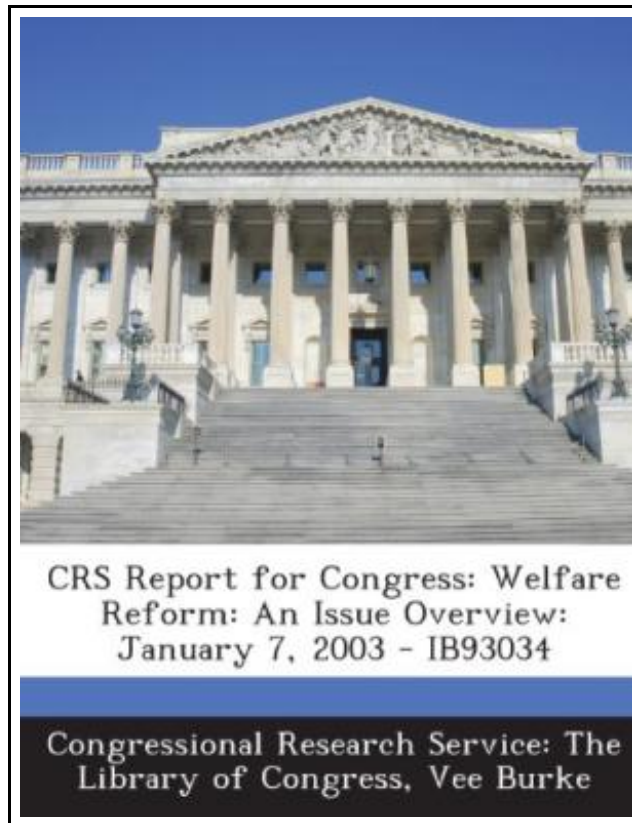 CRS Report for Congress: Welfare
Reform: An Issue Overview:
January 7, 2003 - IB93034
Congressional Research Service: The
Library of Congress, Vee Burke